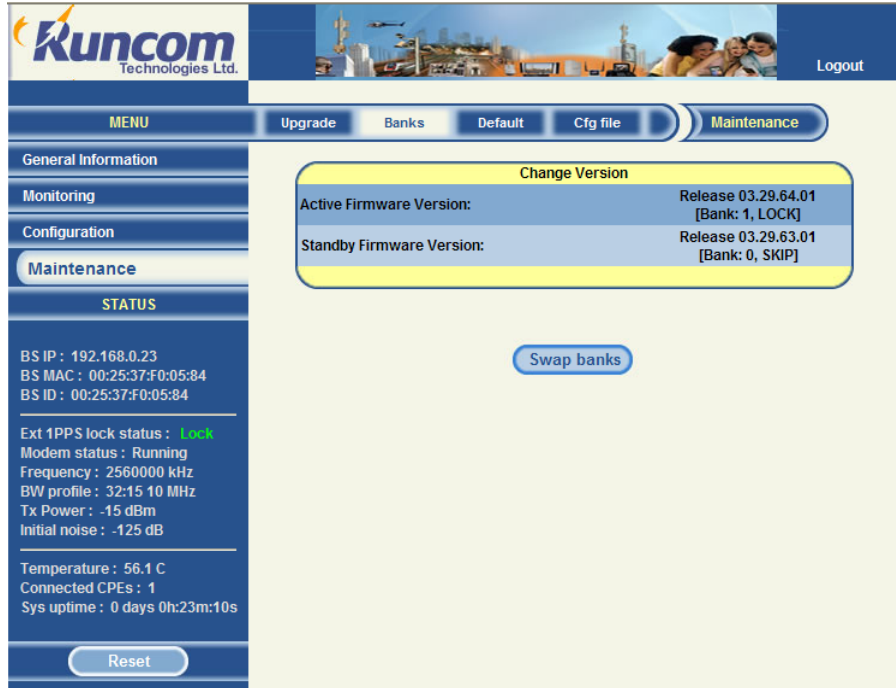 Runcom
Technologies Ltd.
Logout
MENU
Upgrade
Banks
Default
Cfg file
Maintenance
General Information
Monitoring
Configuration
Maintenance
Change Version
Active Firmware Version:
Release 03.29.64.01
[Bank: 1, LOCK]
Standby Firmware Version:
Release 03.29.63.01
[Bank: 0, SKIP]
Swap banks
STATUS
BS IP : 192.168.0.23
BS MAC : 00:25:37:F0:05:84
BS ID : 00:25:37:F0:05:84
Ext 1PPS lock status : Lock
Modem status : Running
Frequency : 2560000 kHz
BW profile : 32:15 10 MHz
Tx Power : -15 dBm
Initial noise : -125 dB
Temperature : 56.1 C
Connected CPEs : 1
Sys uptime : 0 days 0h:23m:10s
Reset